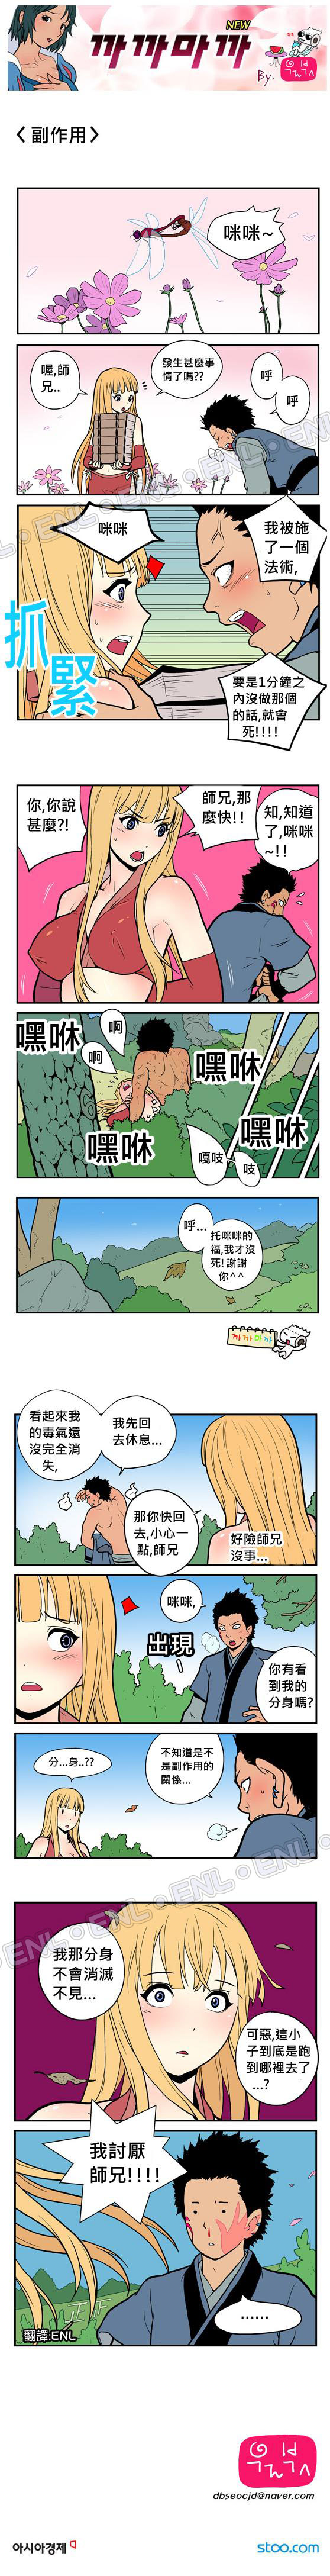 NEW
까까마까
By.
〈副作用〉
咪咪~
喔,師
兄..
發生甚麼事
情了嗎??
呼
呼
咪咪
我被施
了一個
法術,
抓
緊
要是1分鐘之
內沒做那個
的話,就會
死!!!!
你,你說
甚麼?!
師兄,那
麼快!!
知,知道
了,咪咪
~!!
嘿咻
啊
啊
嘿咻
嘿咻
嘿咻
嘎吱
吱
呼...
托咪咪的
福,我才沒
死!謝謝
你^^
까까마까
看起來我
的毒氣還
沒完全消
失,
我先回
去休息...
那你快回
去,小心一
點,師兄
好險師兄
沒事...
咪咪,
出現
你有看
到我的
分身嗎?
分...身..??
不知道是不
是副作用的
關係...
ENL ENL ENL ENL
我那分身
不會消滅
不見...
可惡,這小
子到底是跑
到哪裡去了
...?
我討厭
師兄!!!!
......
翻譯:ENL
dbseocjd@naver.com
아시아경제
stoo.com